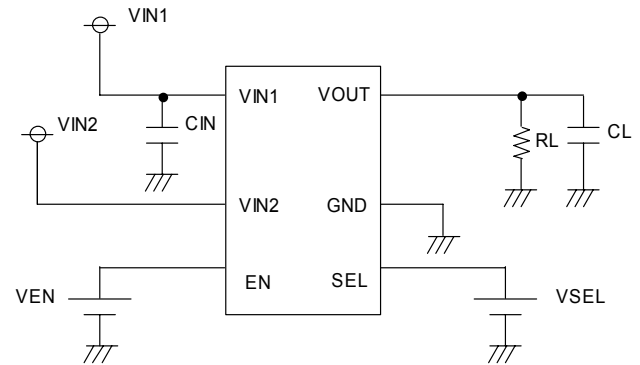 VIN1
VIN1 VOUT
CIN
RL
CL
VIN2
VIN2 GND
EN SEL
VEN
VSEL